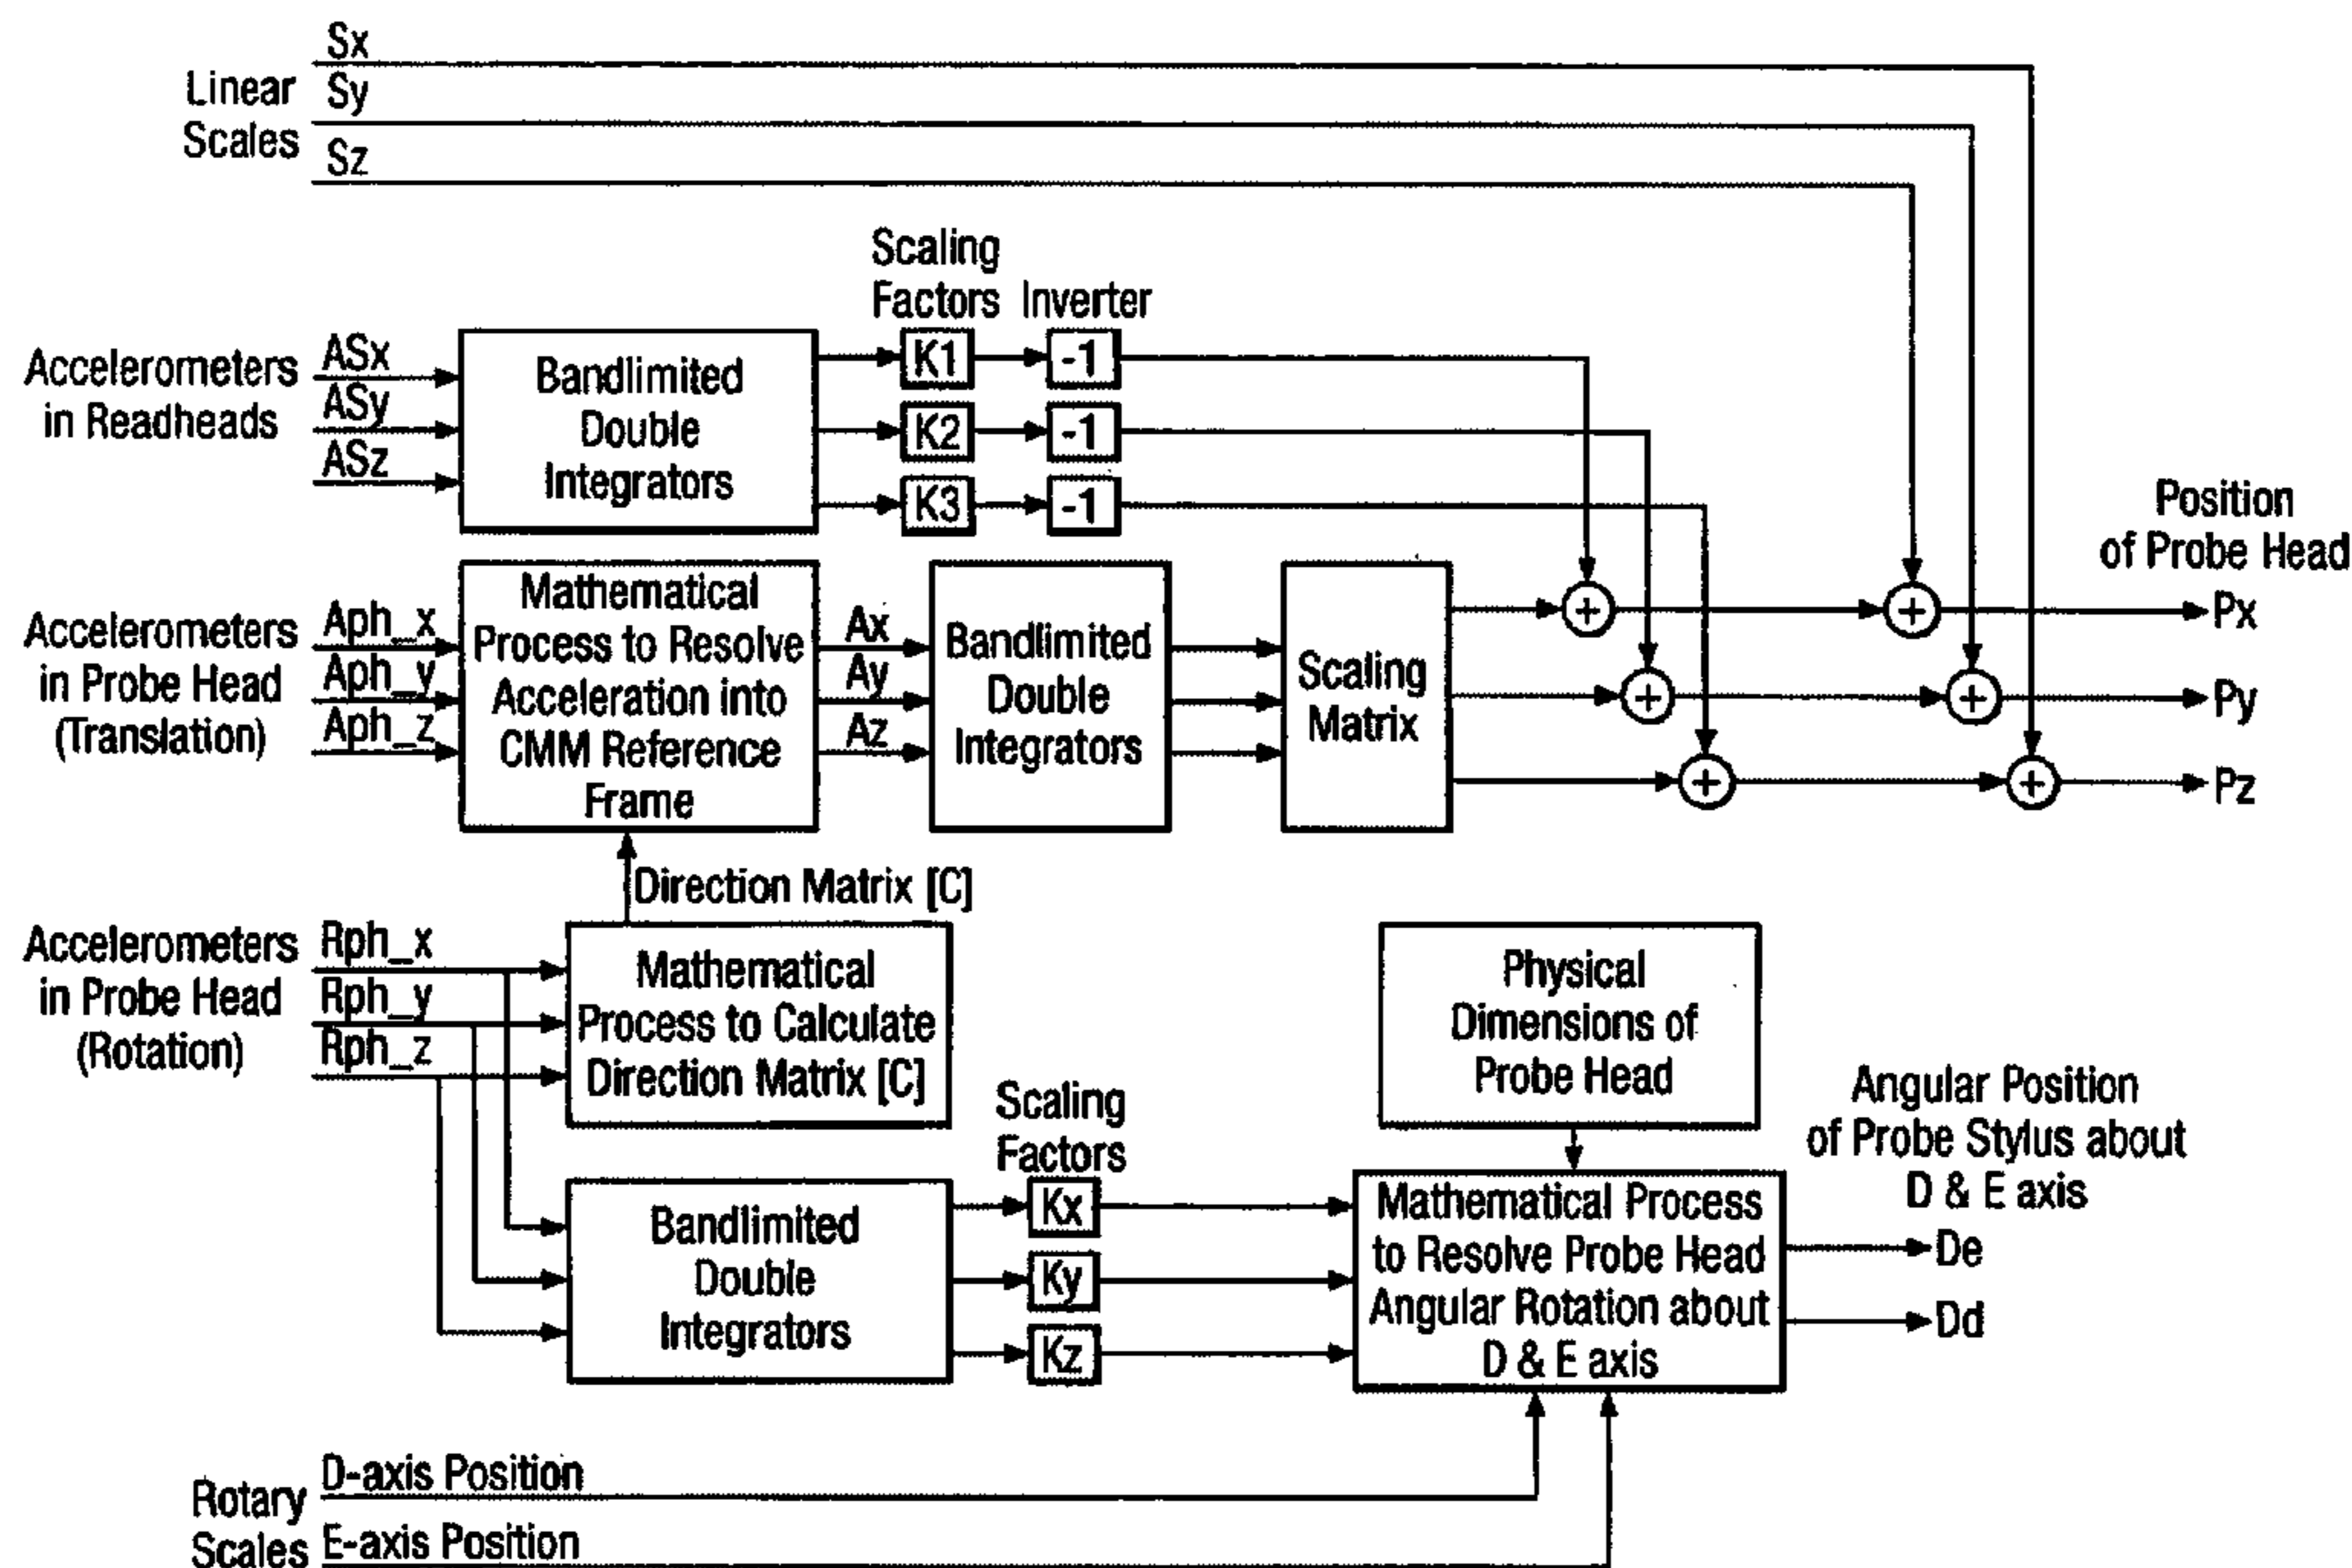 Sx
Linear
Scales
Sy
Sz
Scaling
Factors
Inverter
Accelerometers
in Readheads
ASx
ASy
ASz
Bandlimited
Double
Integrators
K1
-1
K2
-1
K3
-1
Position
of Probe Head
Accelerometers
in Probe Head
(Translation)
Aph_x
Aph_y
Aph_z
Mathematical
Process to Resolve
Acceleration into
CMM Reference
Frame
Ax
Ay
Az
Bandlimited
Double
Integrators
Scaling
Matrix
+
+
+
+
+
+
Px
Py
Pz
Direction Matrix [C]
Accelerometers
in Probe Head
(Rotation)
Rph_x
Rph_y
Rph_z
Mathematical
Process to Calculate
Direction Matrix [C]
Physical
Dimensions of
Probe Head
Scaling
Factors
Angular Position
of Probe Stylus about
D & E axis
Bandlimited
Double
Integrators
Kx
Ky
Kz
Mathematical Process
to Resolve Probe Head
Angular Rotation about
D & E axis
De
Dd
Rotary
Scales
D-axis Position
E-axis Position